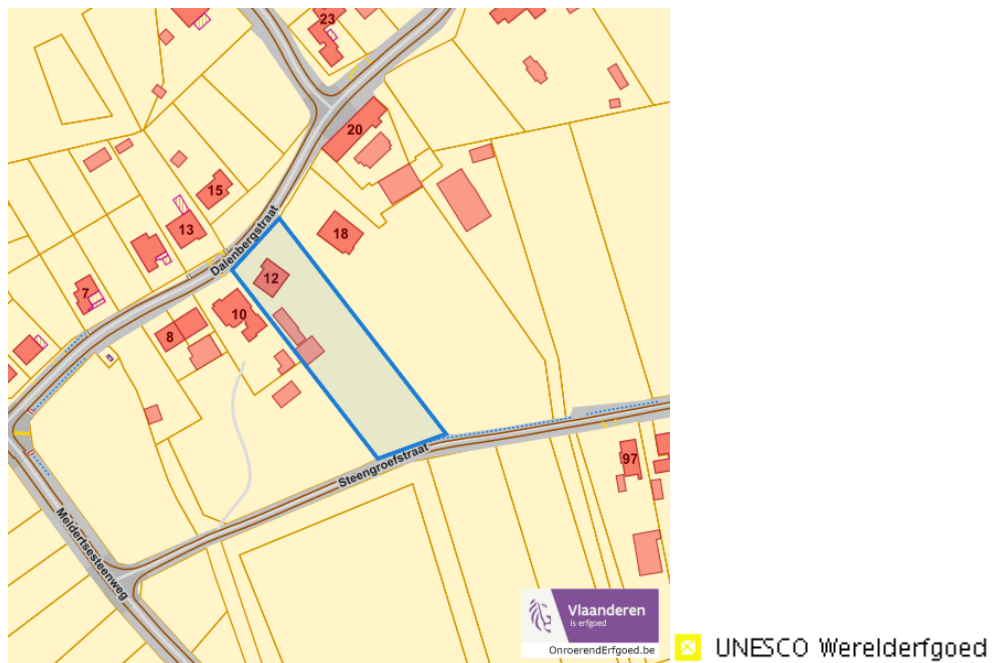 23
20
15
Dalenbergstraat
13
18
12
7
10
8
Steengroefstraat
97
Meldertsesteenweg
Vlaanderen
is erfgoed
OnroerendErfgoed.be
UNESCO Werelderfgoed